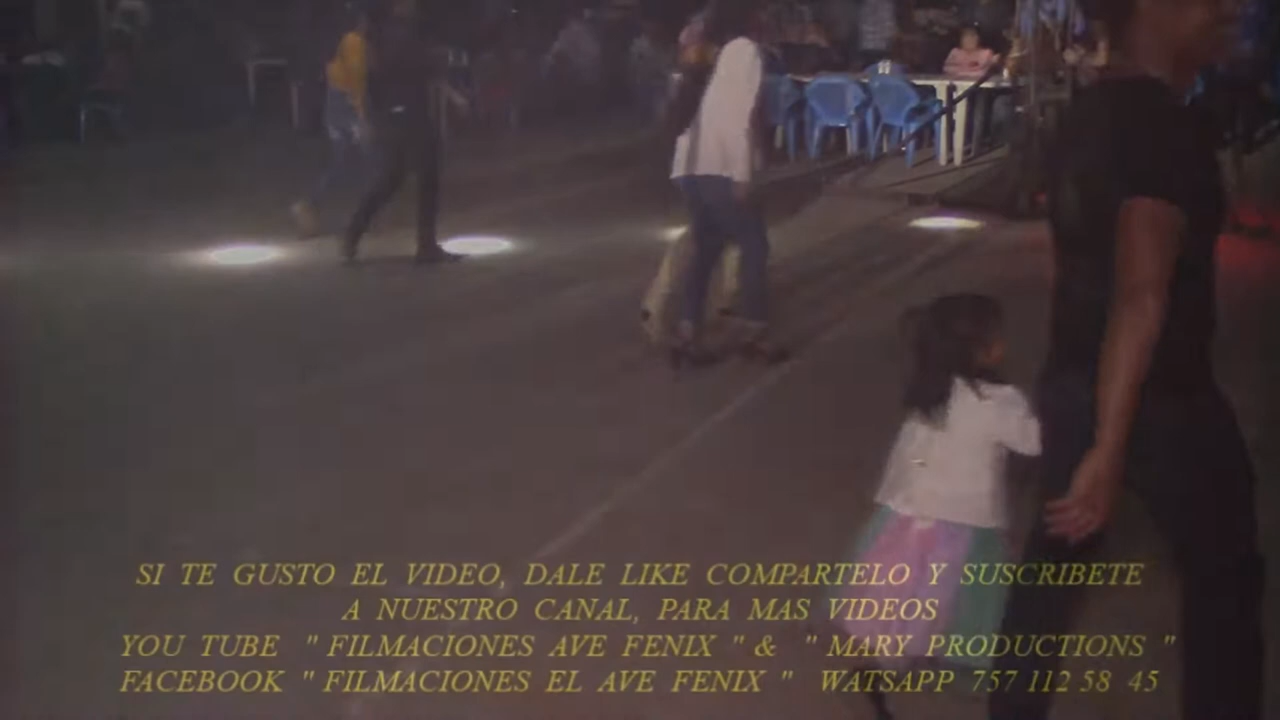 SI TE GUSTO EL VIDEO, DALE LIKE COMPARTELO Y SUSCRIBETE
A NUESTRO CANAL, PARA MAS VIDEOS
YOU TUBE " FILMACIONES AVE FENIX " & " MARY PRODUCTIONS "
FACEBOOK " FILMACIONES EL AVE FENIX " WATSAPP 757 112 58 45